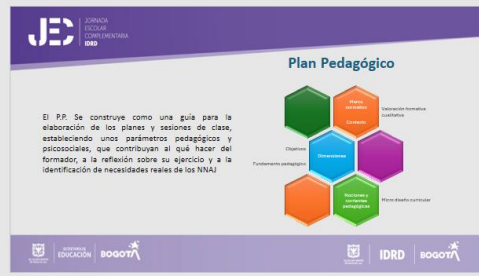 JEC
JORNADA
ESCOLAR
COMPLEMENTARIA
IDRD
Plan Pedagógico
El P.P. Se construye como una guía para la
elaboración de los planes y sesiones de clase,
estableciendo unos parámetros pedagógicos y
psicosociales, que contribuyan al qué hacer del
formador, a la reflexión sobre su ejercicio y a la
identificación de necesidades reales de los NNAJ
Marco
normativo
Contexto
Valoración formativa
cualitativa
Objetivos
Fundamento pedagógico
Dimensiones
Nociones y
corrientes
pedagógicas
Micro diseño curricular
EDUCACIÓN
BOGOTÁ
IDRD
BOGOTÁ